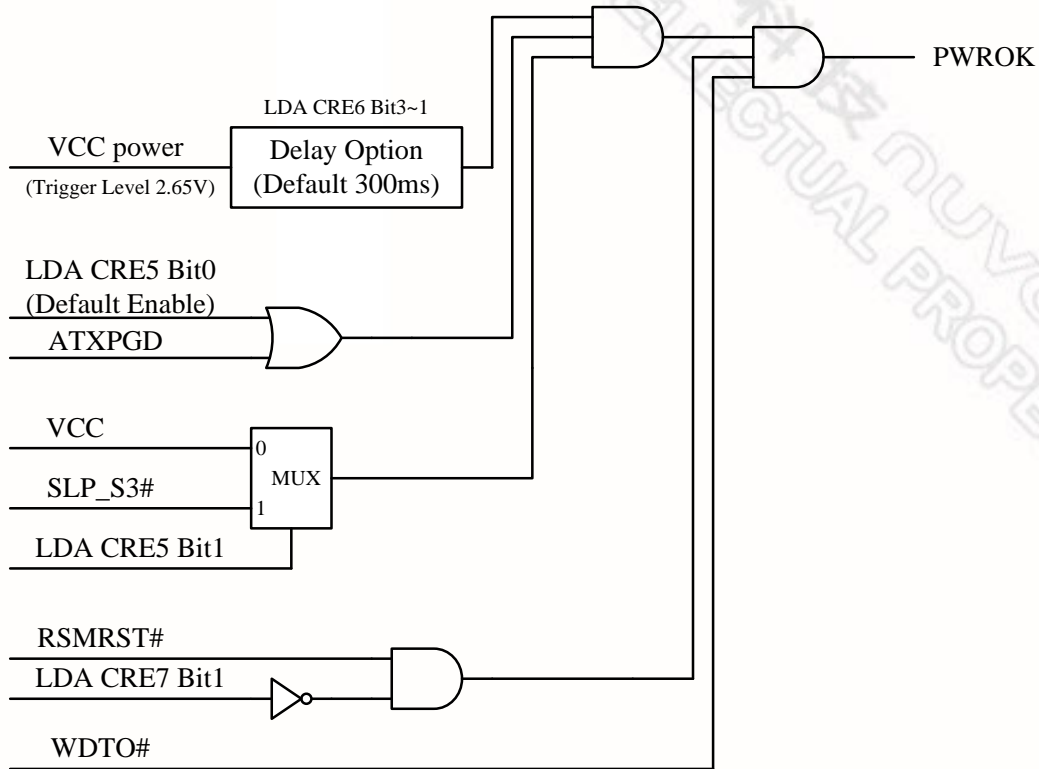 PWROK
LDA CRE6 Bit3~1
VCC power
(Trigger Level 2.65V)
Delay Option
(Default 300ms)
LDA CRE5 Bit0
(Default Enable)
ATXPGD
VCC
0
MUX
SLP_S3#
1
LDA CRE5 Bit1
RSMRST#
LDA CRE7 Bit1
WDTO#